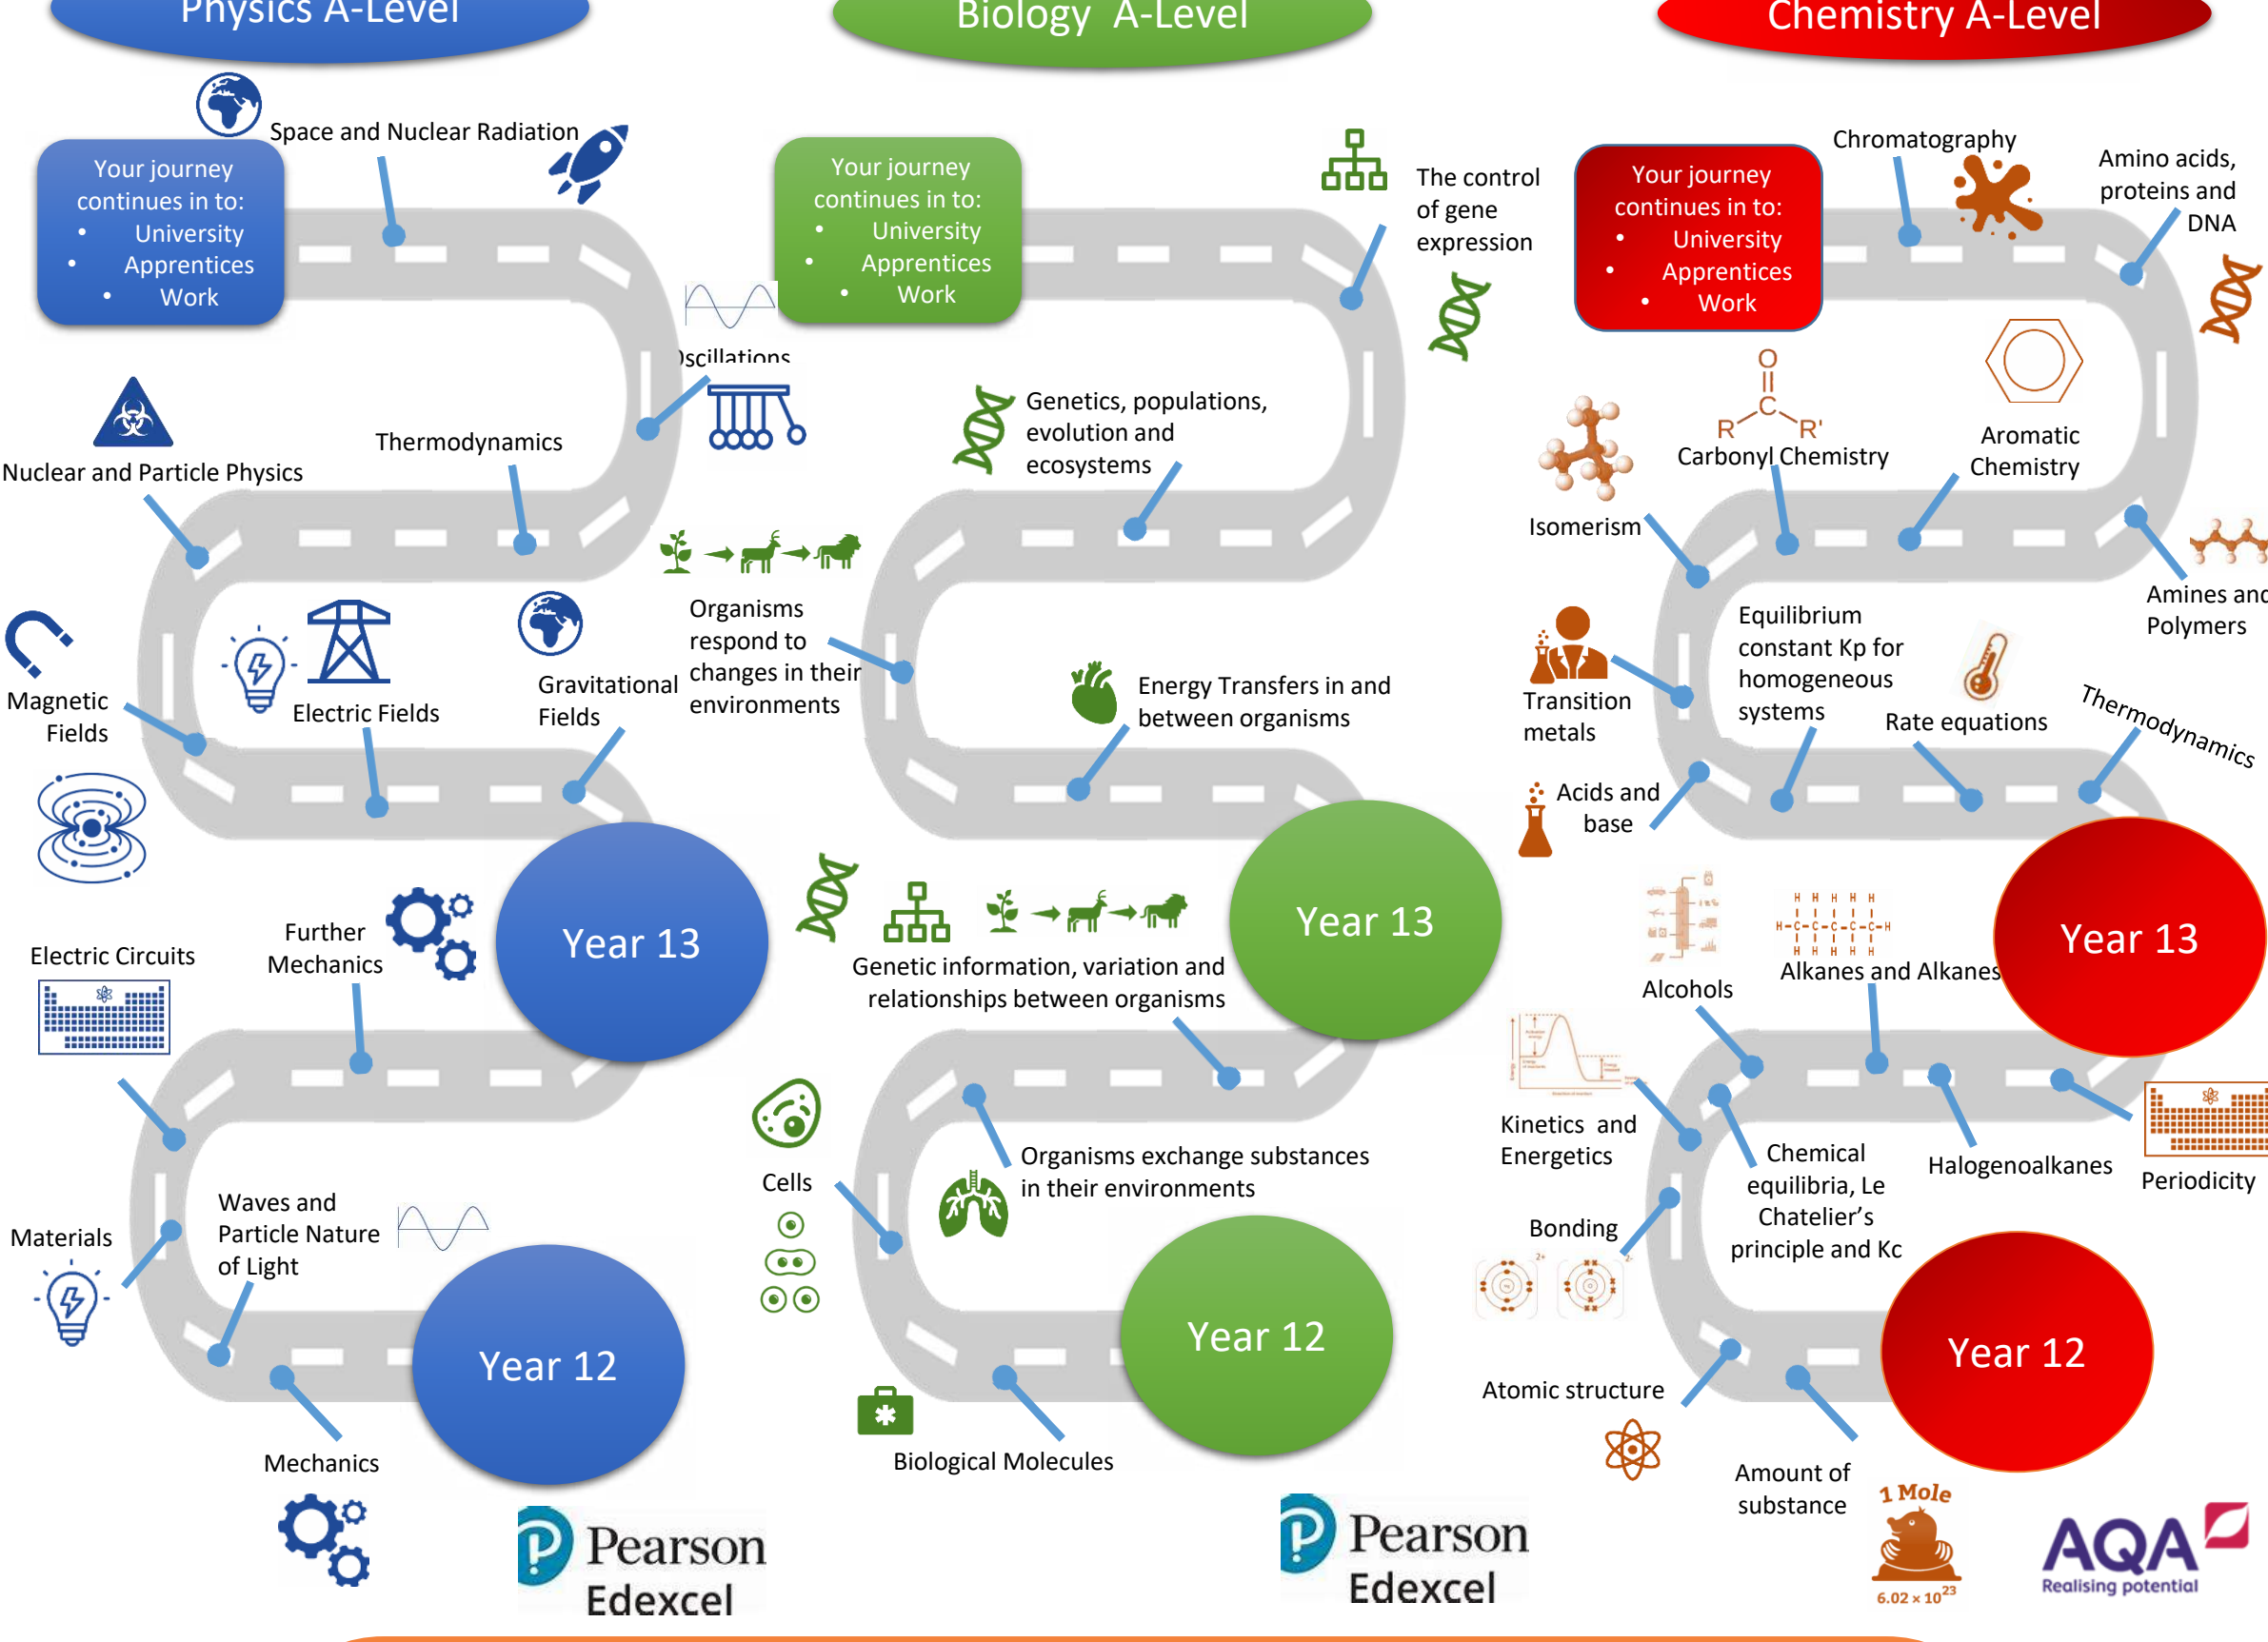 Physics A-Level
Space and Nuclear Radiation
Your journey
continues in to:
• University
• Apprentices
• Work
Oscillations
Thermodynamics
Nuclear and Particle Physics
Magnetic
Fields
Electric Fields
Gravitational
Fields
Year 13
Further
Mechanics
Electric Circuits
Materials
Waves and
Particle Nature
of Light
Year 12
Mechanics
Pearson
Edexcel
Biology A-Level
Your journey
continues in to:
• University
• Apprentices
• Work
The control
of gene
expression
Genetics, populations,
evolution and
ecosystems
Organisms
respond to
changes in their
environments
Energy Transfers in and
between organisms
Year 13
Genetic information, variation and
relationships between organisms
Organisms exchange substances
in their environments
Cells
Year 12
Biological Molecules
Pearson
Edexcel
Chemistry A-Level
Chromatography
Amino acids,
proteins and
DNA
Your journey
continues in to:
• University
• Apprentices
• Work
O
C
R R'
Carbonyl Chemistry
Aromatic
Chemistry
Isomerism
Amines and
Polymers
Transition
metals
Equilibrium
constant Kp for
homogeneous
systems
Rate equations
Thermodynamics
Acids and
base
Year 13
H H H H H
H-C-C-C-C-C-H
H H H H H
Alkanes and Alkanes
Alcohols
Kinetics and
Energetics
Chemical
equilibria, Le
Chatelier's
principle and Kc
Halogenoalkanes
Periodicity
Bonding
2+
2-
Year 12
Atomic structure
Amount of
substance
1 Mole
6.02 × 10²³
AQA
Realising potential